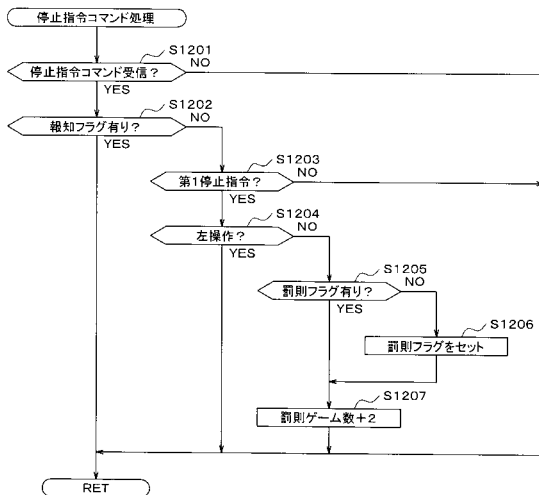 停止指令コマンド処理
S1201
停止指令コマンド受信？
NO
YES
S1202
報知フラグ有り？
NO
YES
S1203
第1停止指令？
NO
YES
S1204
左操作？
NO
YES
S1205
罰則フラグ有り？
NO
YES
S1206
罰則フラグをセット
S1207
罰則ゲーム数＋2
RET